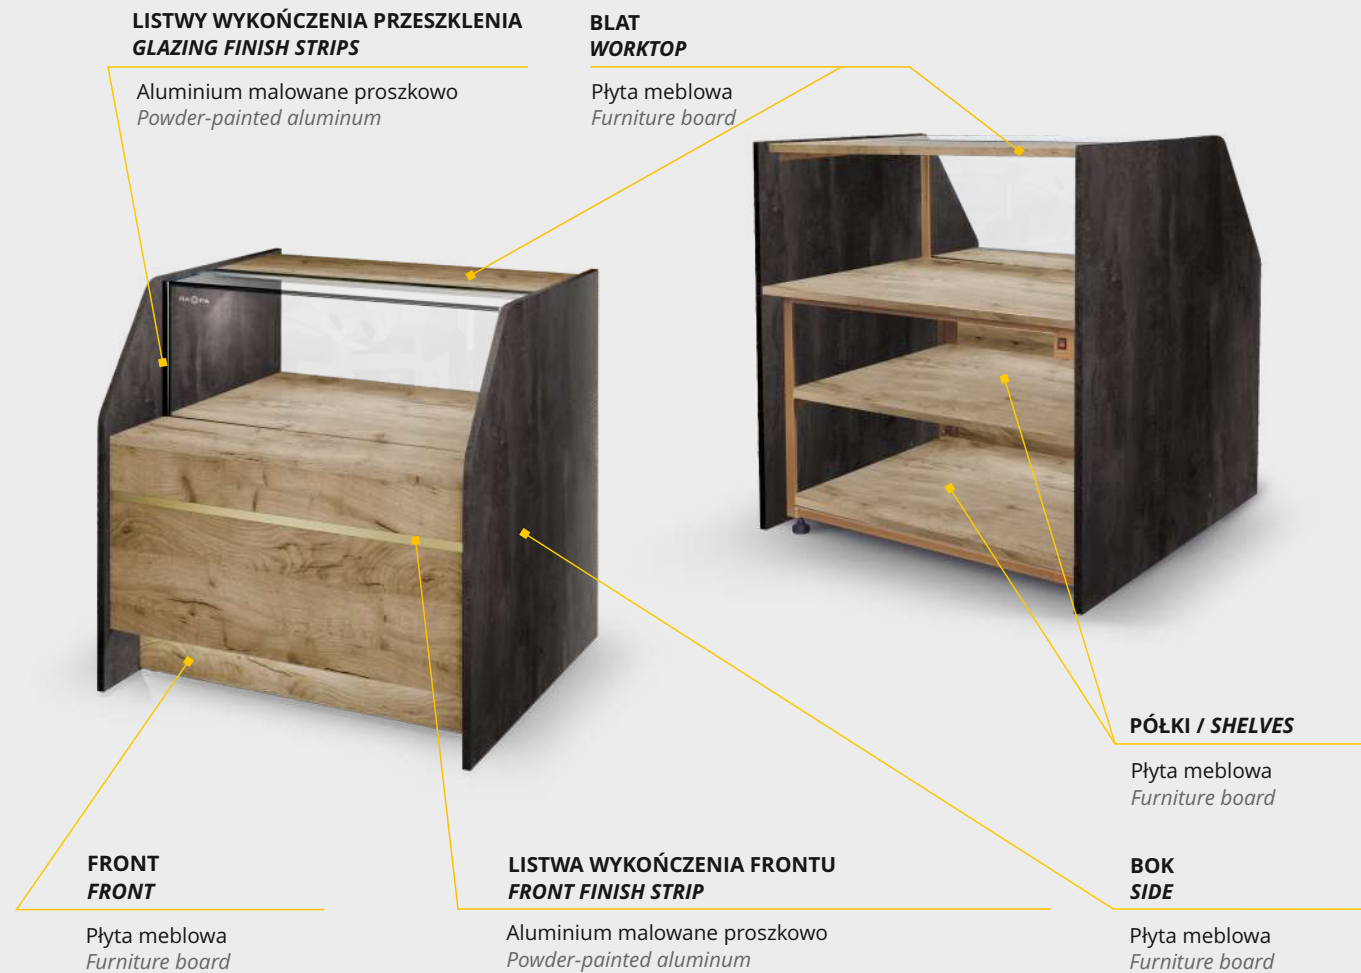 LISTWY WYKOŃCZENIA PRZESZKLENIA
GLAZING FINISH STRIPS
Aluminium malowane proszkowo
Powder-painted aluminum
BLAT
WORKTOP
Płyta meblowa
Furniture board
PÓŁKI / SHELVES
Płyta meblowa
Furniture board
FRONT
FRONT
Płyta meblowa
Furniture board
LISTWA WYKOŃCZENIA FRONTU
FRONT FINISH STRIP
Aluminium malowane proszkowo
Powder-painted aluminum
BOK
SIDE
Płyta meblowa
Furniture board